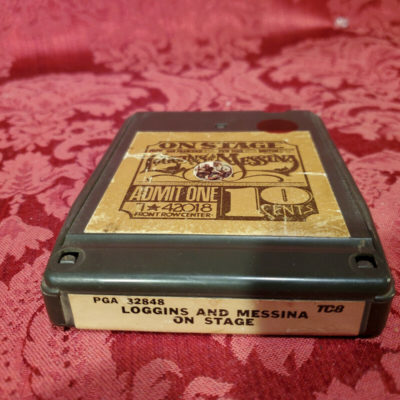 ON STAGE
LOGGINS & MESSINA
ADMIT ONE
1★42018
FRONT ROW CENTER
10
CENTS
PGA 32848
TC8
LOGGINS AND MESSINA
ON STAGE